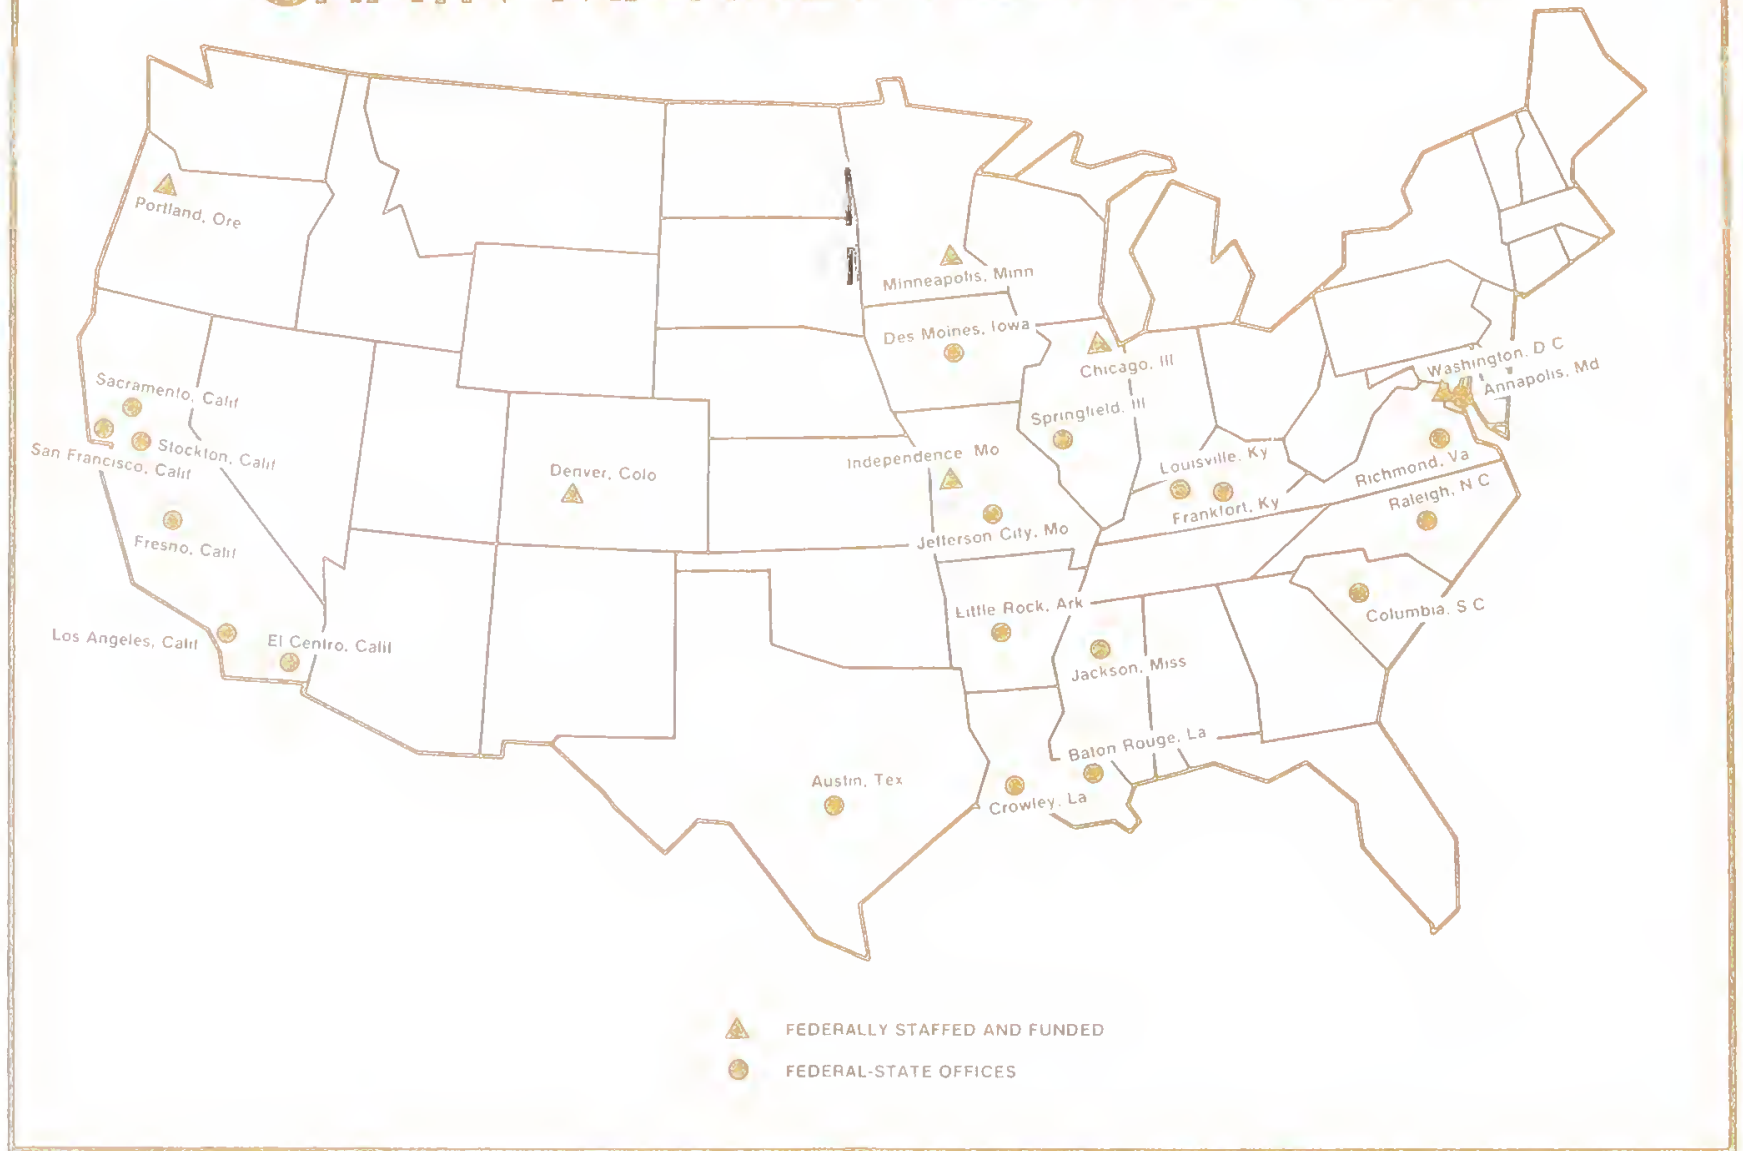 Portland, Ore
Minneapolis, Minn
Des Moines, Iowa
Chicago, Ill
Washington, D C
Annapolis, Md
Sacramento, Calif
Stockton, Calif
San Francisco, Calif
Springfield, Ill
Denver, Colo
Independence Mo
Louisville, Ky
Richmond, Va
Frankfort, Ky
Raleigh, N C
Jefferson City, Mo
Fresno, Calif
Little Rock, Ark
Columbia, S C
Los Angeles, Calif
El Centro, Calif
Jackson, Miss
Baton Rouge, La
Austin, Tex
Crowley, La
FEDERALLY STAFFED AND FUNDED
FEDERAL-STATE OFFICES